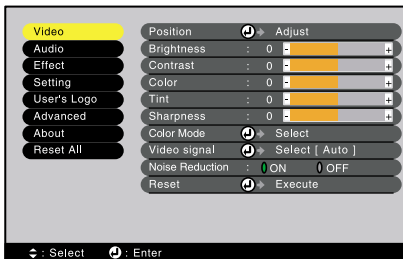 Video
Audio
Effect
Setting
User's Logo
Advanced
About
Reset All
Position Adjust
Brightness : 0 - +
Contrast : 0 - +
Color : 0 - +
Tint : 0 - +
Sharpness : 0 - +
Color Mode Select
Video signal Select [ Auto ]
Noise Reduction : ON OFF
Reset Execute
: Select : Enter